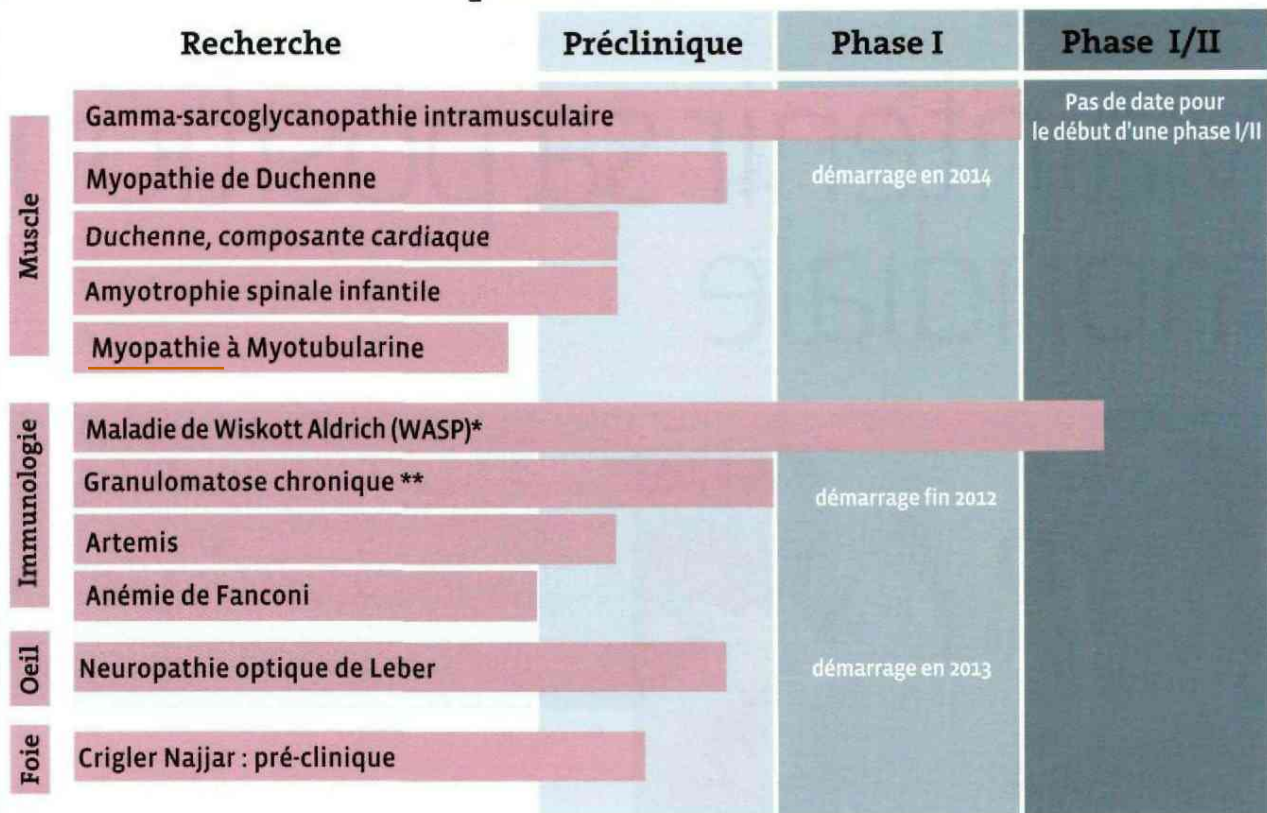 Recherche
Préclinique
Phase I
Phase I/II
Muscle
Gamma-sarcoglycanopathie intramusculaire
Pas de date pour
le début d'une phase I/II
Myopathie de Duchenne
démarrage en 2014
Duchenne, composante cardiaque
Amyotrophie spinale infantile
Myopathie à Myotubularine
Immunologie
Maladie de Wiskott Aldrich (WASP)*
Granulomatose chronique **
démarrage fin 2012
Artemis
Anémie de Fanconi
Oeil
Neuropathie optique de Leber
démarrage en 2013
Foie
Crigler Najjar : pré-clinique